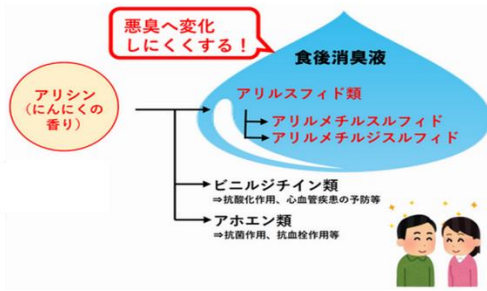 悪臭へ変化
しにくくする！
食後消臭液
アリシン
（にんにくの
香り）
アリルスフィド類
アリルメチルスルフィド
アリルメチルジスルフィド
ビニルジチイン類
⇒抗酸化作用、心血管疾患の予防等
アホエン類
⇒抗菌作用、抗血栓作用等